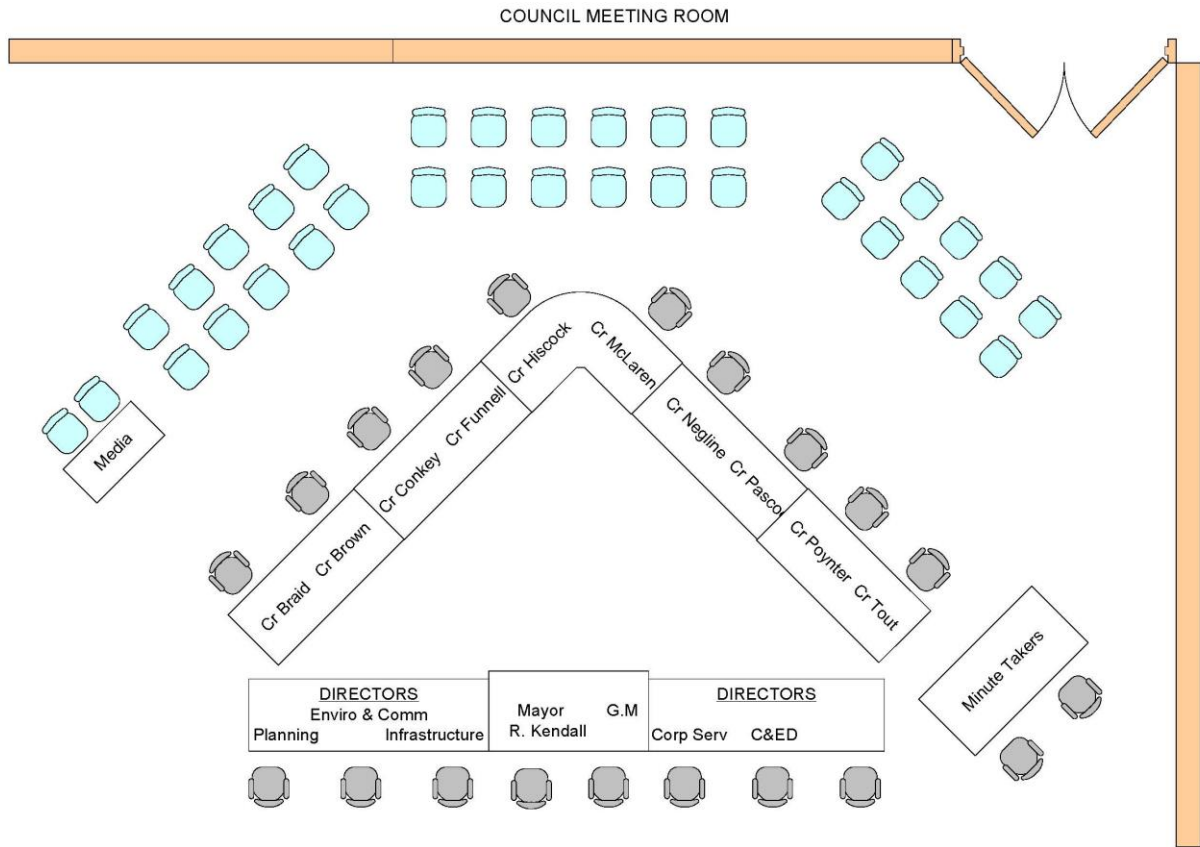 COUNCIL MEETING ROOM
Media
Cr Braid
Cr Brown
Cr Conkey
Cr Funnell
Cr Hiscock
Cr McLaren
Cr Negline
Cr Pascoe
Cr Poynter
Cr Tout
Minute Takers
DIRECTORS
Enviro & Comm
Planning
Infrastructure
Mayor
R. Kendall
G.M
DIRECTORS
Corp Serv
C&ED